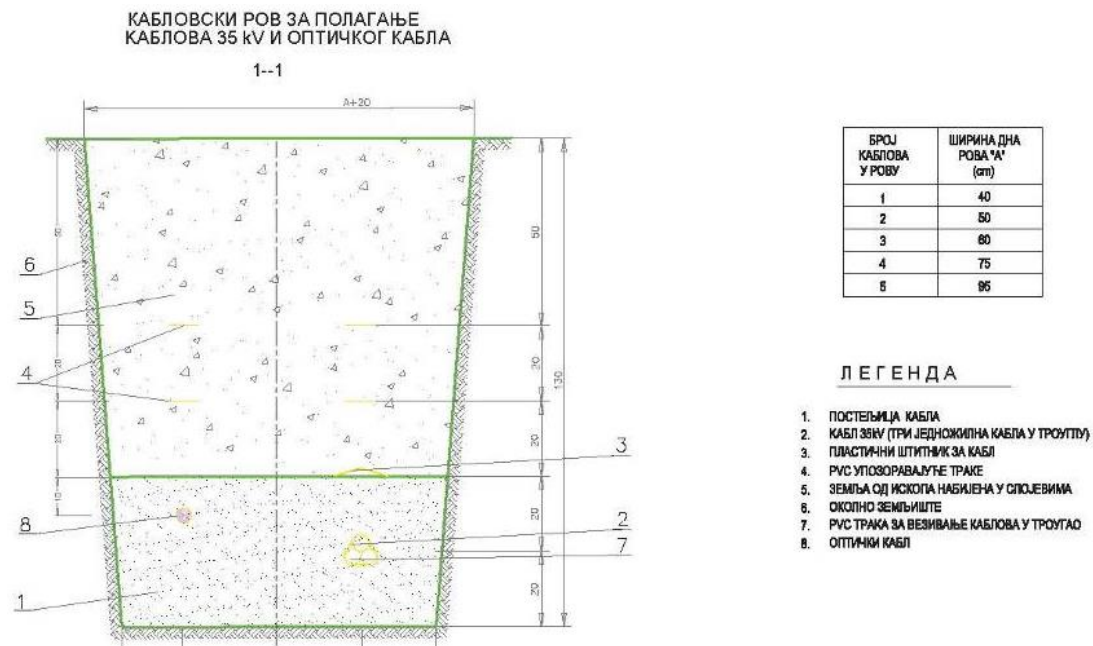 КАБЛОВСКИ РОВ ЗА ПОЛАГАЊЕ
КАБЛОВА 35 kV И ОПТИЧКОГ КАБЛА
1--1
A+20
50
20
20
10
50
20
20
20
20
130
6
5
4
8
1
3
2
7
БРОЈ КАБЛОВА У РОВУ
ШИРИНА ДНА РОВА "А" (cm)
1 40
2 50
3 60
4 75
5 95
ЛЕГЕНДА
1. ПОСТЕЉИЦА КАБЛА
2. КАБЛ 35kV (ТРИ ЈЕДНОЖИЛНА КАБЛА У ТРОУГЛУ)
3. ПЛАСТИЧНИ ШТИТНИК ЗА КАБЛ
4. PVC УПОЗОРАВАЈУЋЕ ТРАКЕ
5. ЗЕМЉА ОД ИСКОПА НАБИЈЕНА У СЛОЈЕВИМА
6. ОКОЛНО ЗЕМЉИШТЕ
7. PVC ТРАКА ЗА ВЕЗИВАЊЕ КАБЛОВА У ТРОУГАО
8. ОПТИЧКИ КАБЛ